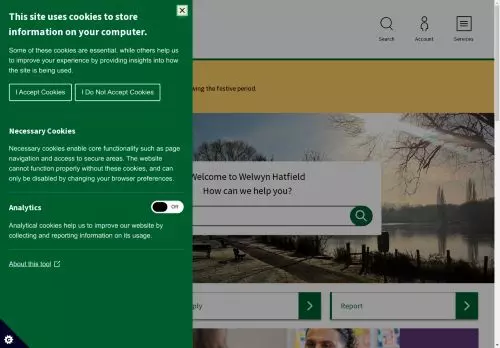 This site uses cookies to store
information on your computer.
Some of these cookies are essential, while others help us
to improve your experience by providing insights into how
the site is being used.
I Accept Cookies
I Do Not Accept Cookies
Necessary Cookies
Necessary cookies enable core functionality such as page
navigation and access to secure areas. The website
cannot function properly without these cookies, and can
only be disabled by changing your browser preferences.
Analytics
Off
Analytical cookies help us to improve our website by
collecting and reporting information on its usage.
About this tool
Search
Account
Services
the festive period.
Welcome to Welwyn Hatfield
How can we help you?
Report